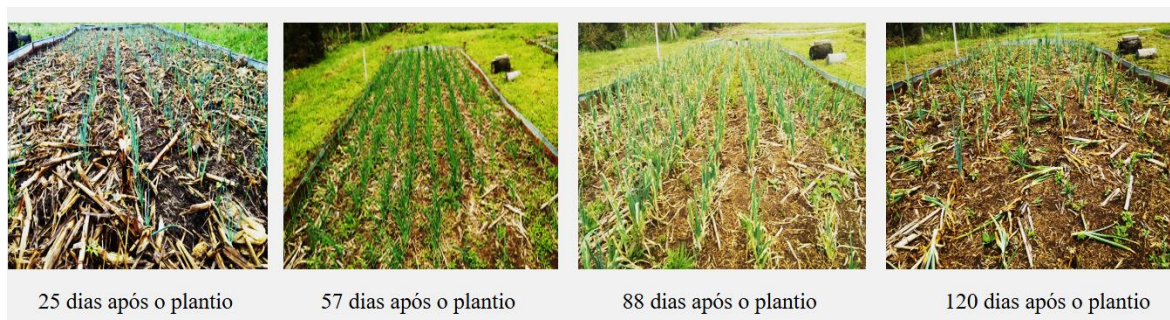 25 dias após o plantio
57 dias após o plantio
88 dias após o plantio
120 dias após o plantio